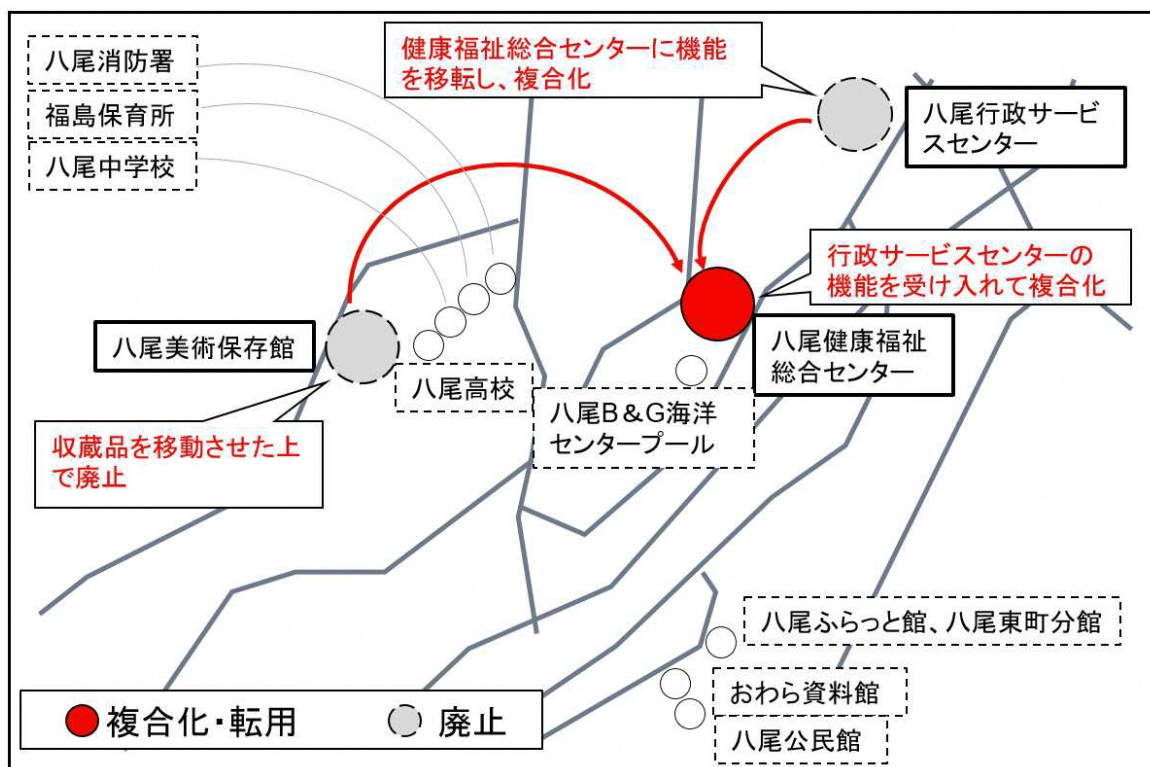 八尾消防署
福島保育所
八尾中学校
健康福祉総合センターに機能
を移転し、複合化
八尾行政サービ
スセンター
行政サービスセンターの
機能を受け入れて複合化
八尾美術保存館
八尾健康福祉
総合センター
八尾高校
八尾B＆G海洋
センタープール
収蔵品を移動させた上
で廃止
八尾ふらっと館、八尾東町分館
おわら資料館
八尾公民館
複合化・転用
廃止